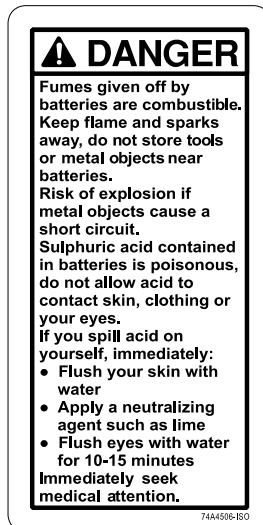 DANGER
Fumes given off by
batteries are combustible.
Keep flame and sparks
away, do not store tools
or metal objects near
batteries.
Risk of explosion if
metal objects cause a
short circuit.
Sulphuric acid contained
in batteries is poisonous,
do not allow acid to
contact skin, clothing or
your eyes.
If you spill acid on
yourself, immediately:
● Flush your skin with
water
● Apply a neutralizing
agent such as lime
● Flush eyes with water
for 10-15 minutes
Immediately seek
medical attention.
74A4506-ISO